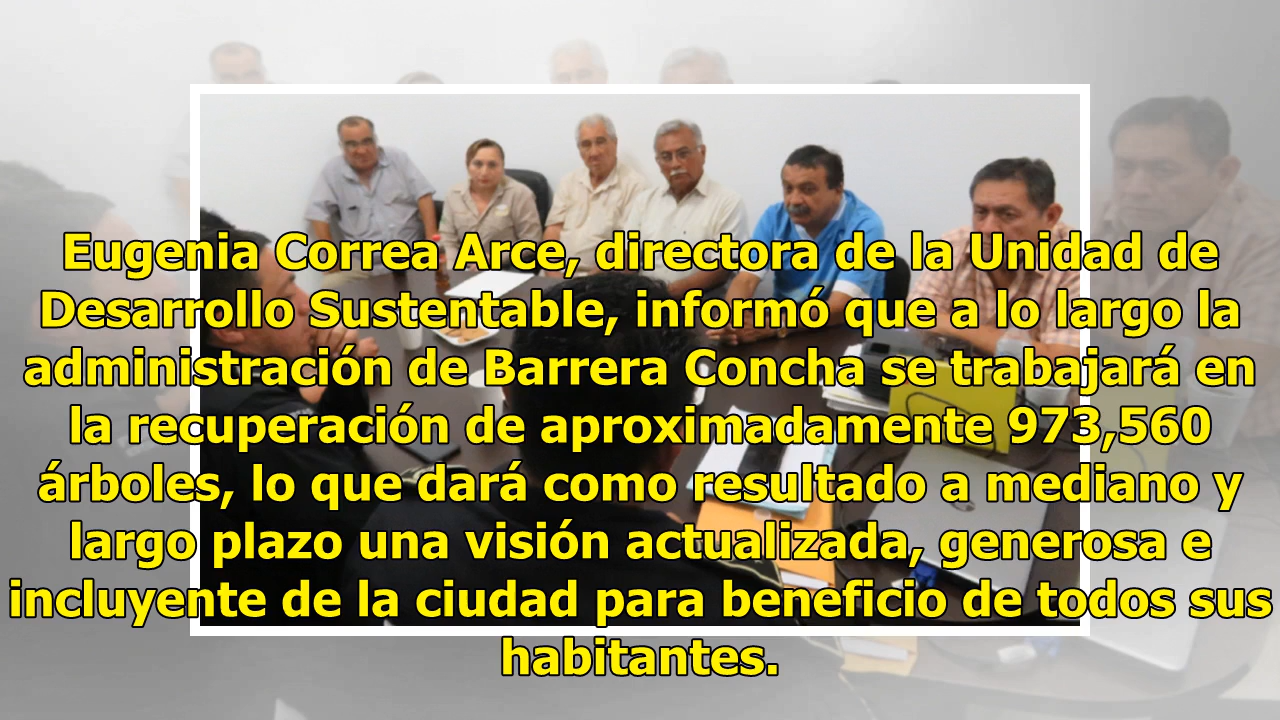 Eugenia Correa Arce, directora de la Unidad de
Desarrollo Sustentable, informó que a lo largo la
administración de Barrera Concha se trabajará en
la recuperación de aproximadamente 973,560
árboles, lo que dará como resultado a mediano y
largo plazo una visión actualizada, generosa e
incluyente de la ciudad para beneficio de todos sus
habitantes.